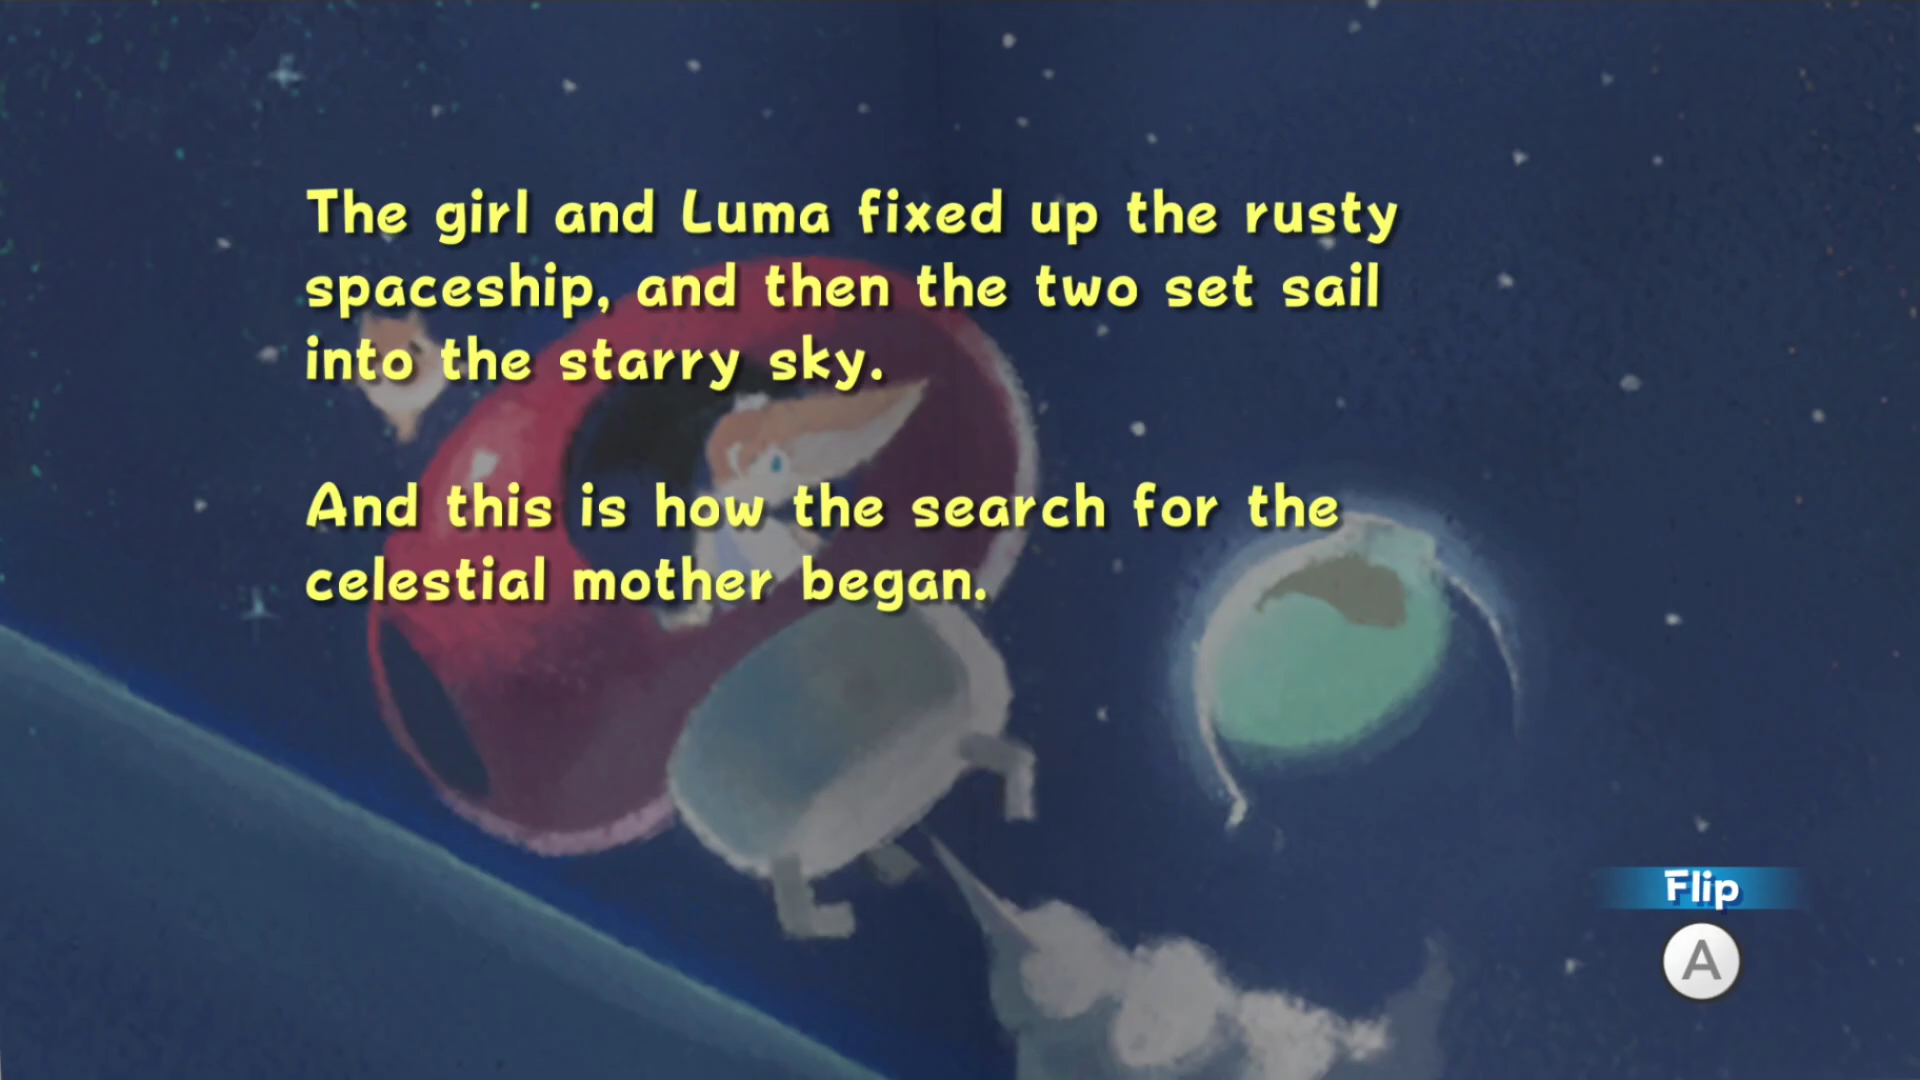 The girl and Luma fixed up the rusty
spaceship, and then the two set sail
into the starry sky.
And this is how the search for the
celestial mother began.
Flip
A